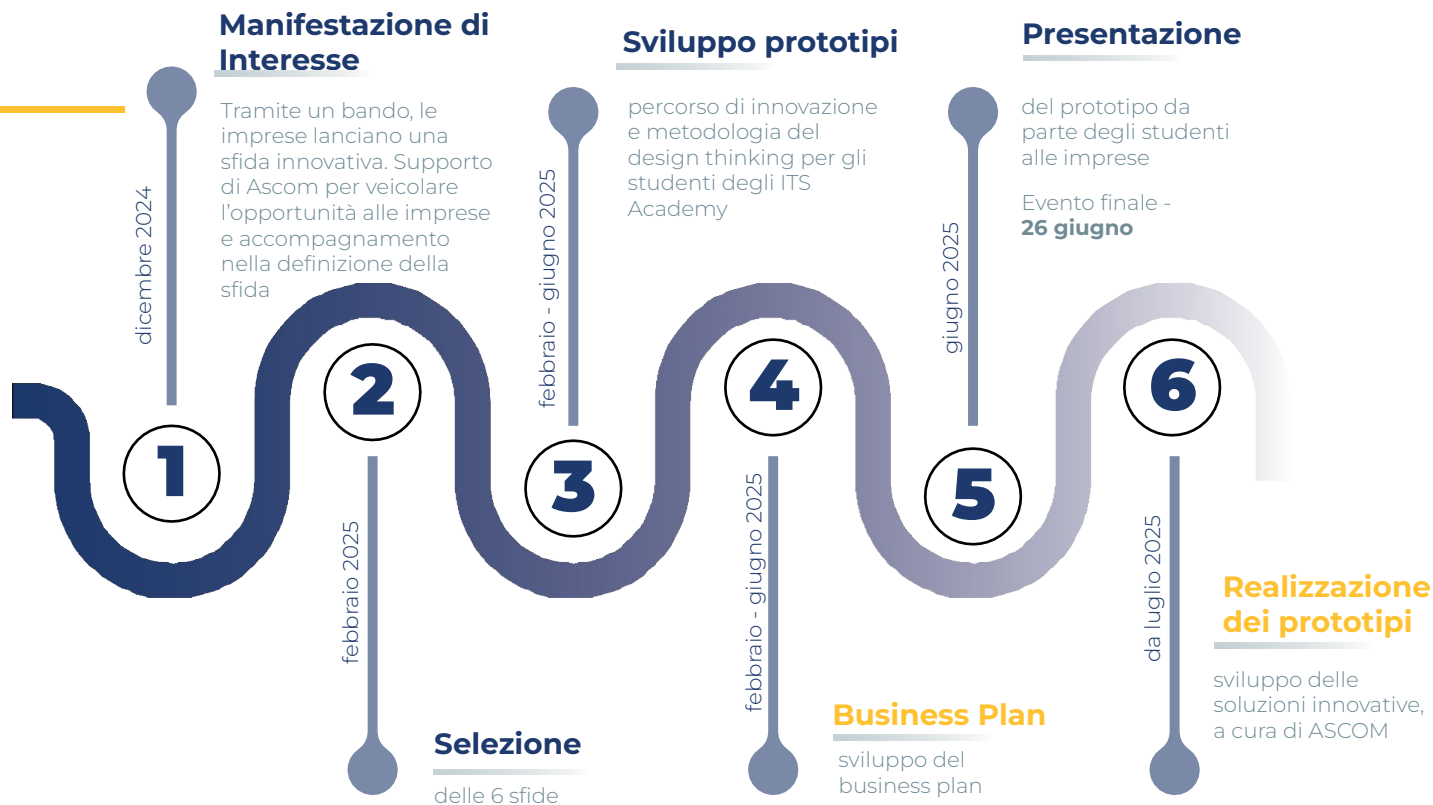 Manifestazione di
Interesse
Tramite un bando, le
imprese lanciano una
sfida innovativa. Supporto
di Ascom per veicolare
l'opportunità alle imprese
e accompagnamento
nella definizione della
sfida
dicembre 2024
1
2
febbraio 2025
Selezione
delle 6 sfide
Sviluppo prototipi
percorso di innovazione
e metodologia del
design thinking per gli
studenti degli ITS
Academy
febbraio - giugno 2025
3
4
febbraio - giugno 2025
Business Plan
sviluppo del
business plan
Presentazione
del prototipo da
parte degli studenti
alle imprese
Evento finale -
26 giugno
giugno 2025
5
6
da luglio 2025
Realizzazione
dei prototipi
sviluppo delle
soluzioni innovative,
a cura di ASCOM